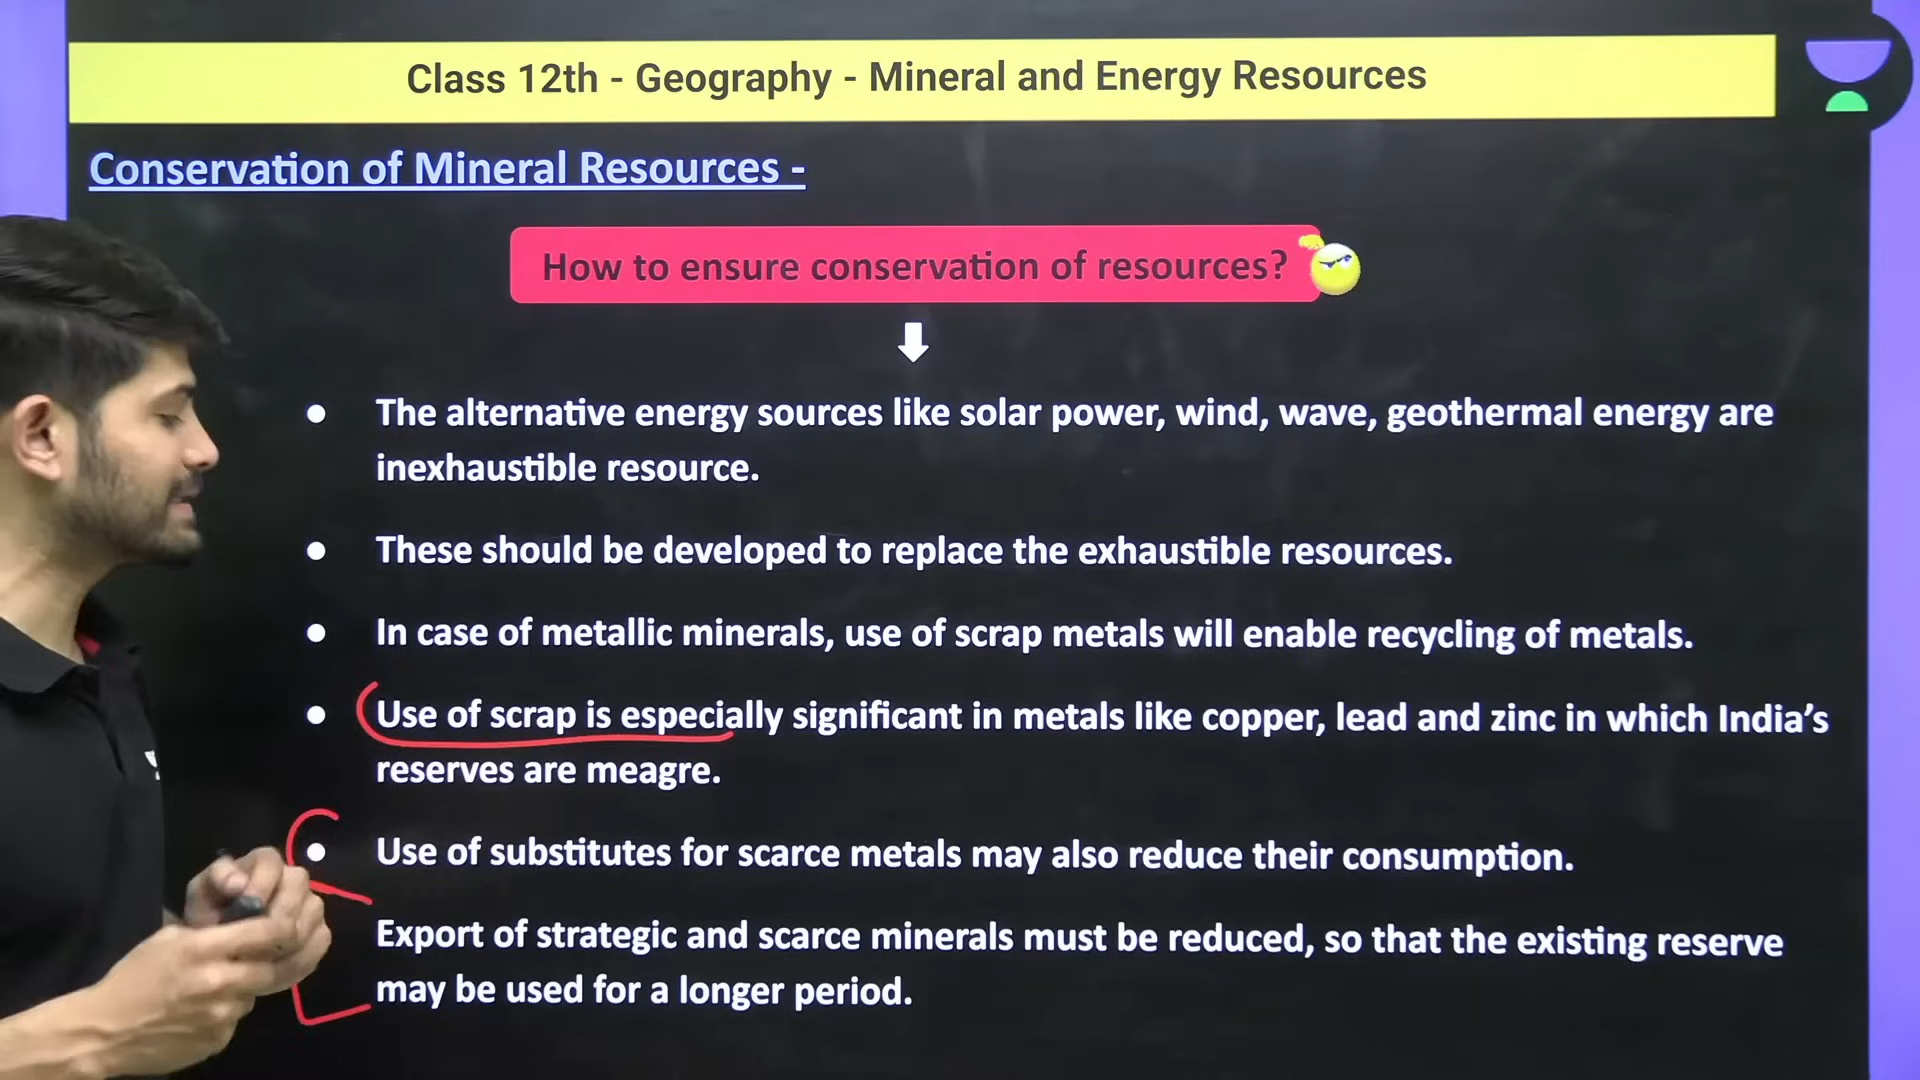 Class 12th - Geography - Mineral and Energy Resources
Conservation of Mineral Resources -
How to ensure conservation of resources?
● The alternative energy sources like solar power, wind, wave, geothermal energy are
inexhaustible resource.
● These should be developed to replace the exhaustible resources.
● In case of metallic minerals, use of scrap metals will enable recycling of metals.
● Use of scrap is especially significant in metals like copper, lead and zinc in which India’s
reserves are meagre.
● Use of substitutes for scarce metals may also reduce their consumption.
Export of strategic and scarce minerals must be reduced, so that the existing reserve
may be used for a longer period.